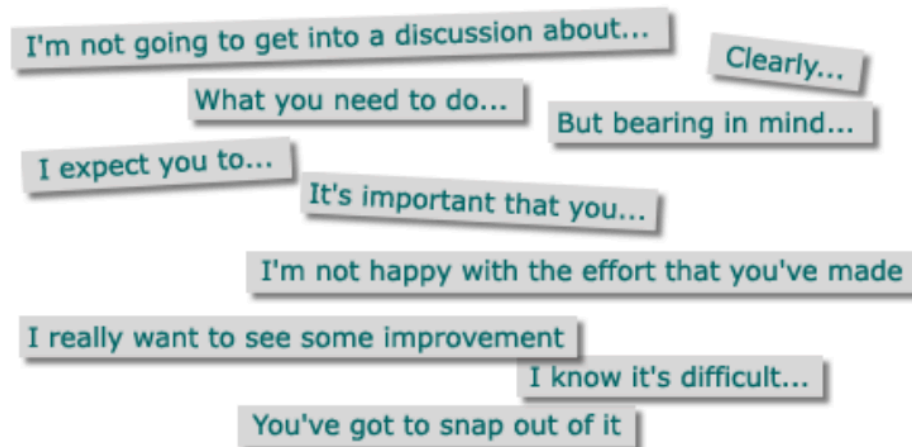 I'm not going to get into a discussion about...
Clearly...
What you need to do...
But bearing in mind...
I expect you to...
It's important that you...
I'm not happy with the effort that you've made
I really want to see some improvement
I know it's difficult...
You've got to snap out of it